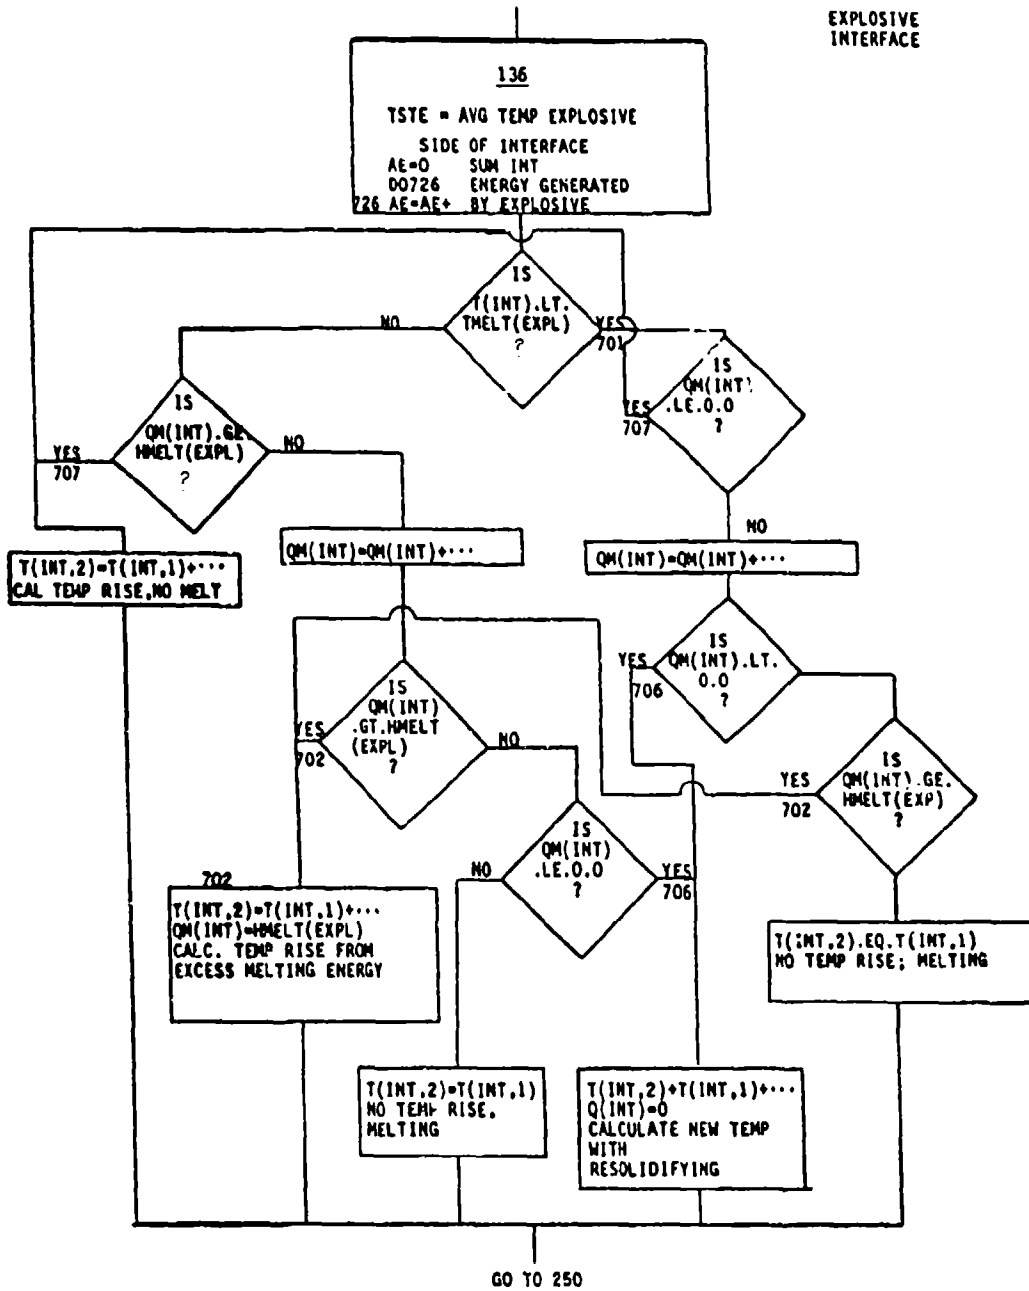 EXPLOSIVE
INTERFACE
136
TSTE = AVG TEMP EXPLOSIVE
SIDE OF INTERFACE
AE=0 SUM INT
DO726 ENERGY GENERATED
726 AE=AE+ BY EXPLOSIVE
IS
T(INT).LT.
TMELT(EXPL)
?
NO
YES
701
IS
QM(INT)
.LE.0.0
?
YES
707
NO
IS
QM(INT).GE.
HMELT(EXPL)
?
YES
707
NO
T(INT,2)=T(INT,1)+···
CAL TEMP RISE,NO MELT
QM(INT)=QM(INT)+···
QM(INT)=QM(INT)+···
IS
QM(INT).LT.
0.0
?
YES
706
IS
QM(INT)
.GT.HMELT
(EXPL)
?
YES
702
NO
IS
QM(INT).GE.
HMELT(EXP)
?
YES
702
IS
QM(INT)
.LE.0.0
?
NO
YES
706
702
T(INT,2)=T(INT,1)+···
QM(INT)=HMELT(EXPL)
CALC. TEMP RISE FROM
EXCESS MELTING ENERGY
T(INT,2).EQ.T(INT,1)
NO TEMP RISE; MELTING
T(INT,2)=T(INT,1)
NO TEMP RISE,
MELTING
T(INT,2)+T(INT,1)+···
Q(INT)=0
CALCULATE NEW TEMP
WITH
RESOLIDIFYING
GO TO 250